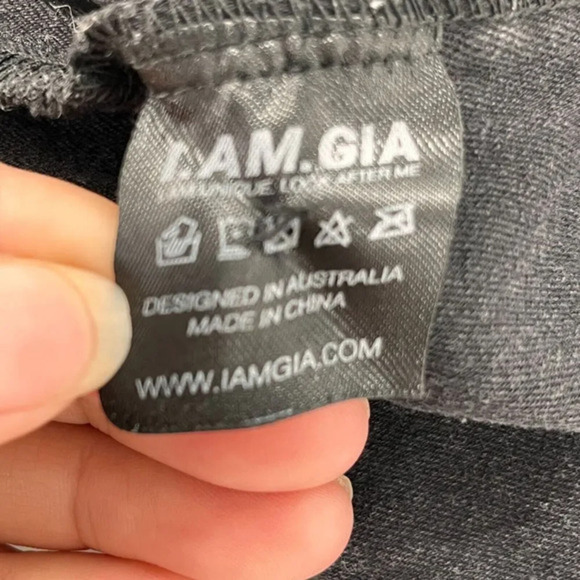 I.AM.GIA
I AM UNIQUE. LOOK AFTER ME
DESIGNED IN AUSTRALIA
MADE IN CHINA
WWW.IAMGIA.COM